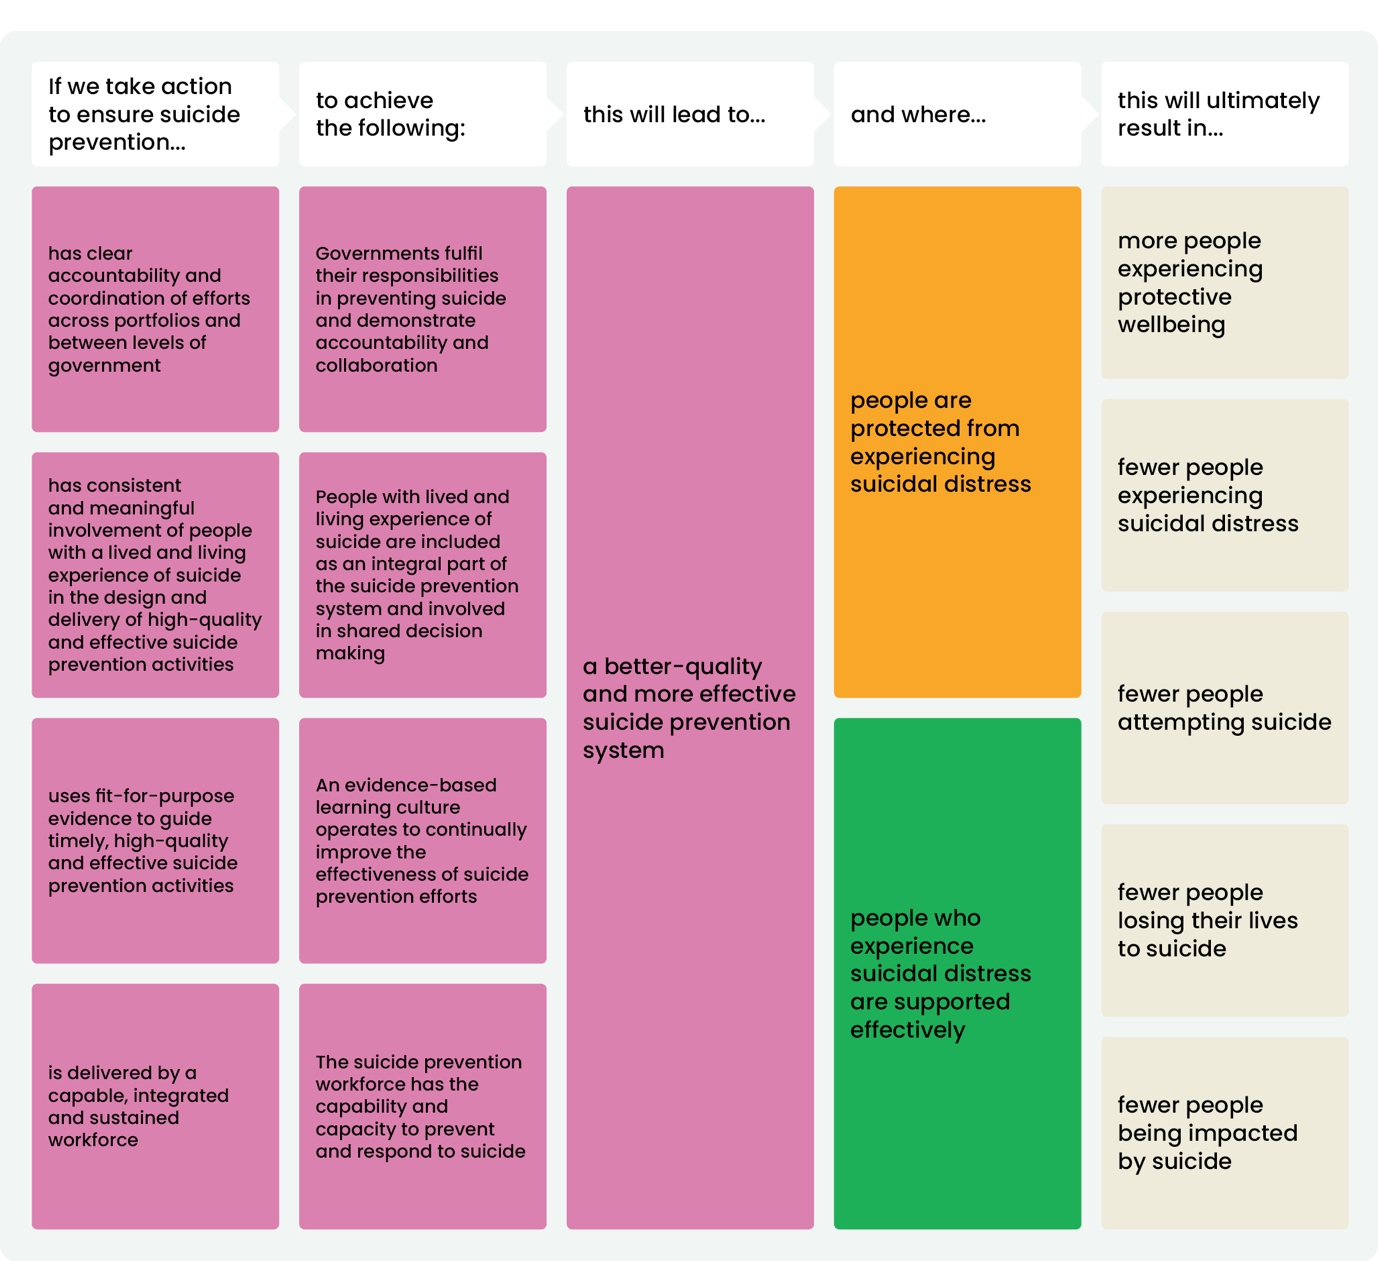 If we take action
to ensure suicide
prevention...
to achieve
the following:
this will lead to...
and where...
this will ultimately
result in...
has clear
accountability and
coordination of efforts
across portfolios and
between levels of
government
Governments fulfil
their responsibilities
in preventing suicide
and demonstrate
accountability and
collaboration
has consistent
and meaningful
involvement of people
with a lived and living
experience of suicide
in the design and
delivery of high-quality
and effective suicide
prevention activities
People with lived and
living experience of
suicide are included
as an integral part of
the suicide prevention
system and involved
in shared decision
making
uses fit-for-purpose
evidence to guide
timely, high-quality
and effective suicide
prevention activities
An evidence-based
learning culture
operates to continually
improve the
effectiveness of suicide
prevention efforts
is delivered by a
capable, integrated
and sustained
workforce
The suicide prevention
workforce has the
capability and
capacity to prevent
and respond to suicide
a better-quality
and more effective
suicide prevention
system
people are
protected from
experiencing
suicidal distress
people who
experience
suicidal distress
are supported
effectively
more people
experiencing
protective
wellbeing
fewer people
experiencing
suicidal distress
fewer people
attempting suicide
fewer people
losing their lives
to suicide
fewer people
being impacted
by suicide